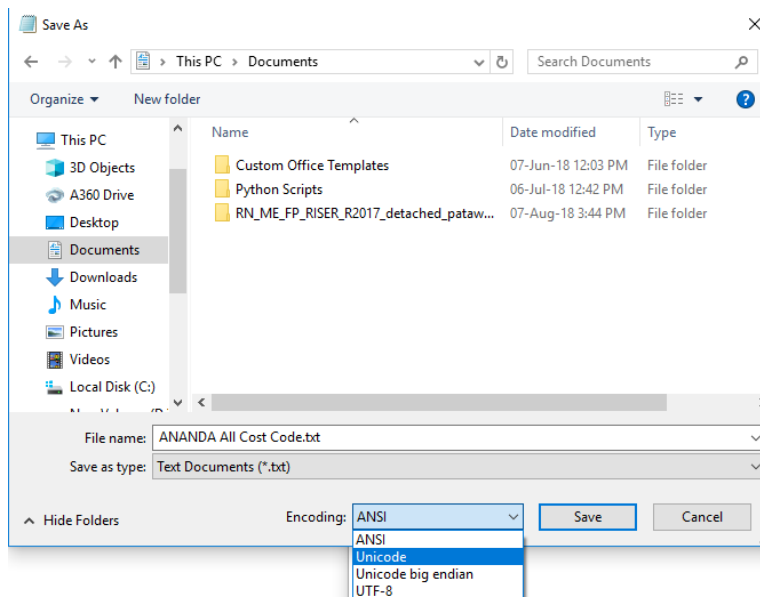 Save As
This PC > Documents
Search Documents
Organize
New folder
?
This PC
3D Objects
A360 Drive
Desktop
Documents
Downloads
Music
Pictures
Videos
Local Disk (C:)
Name Date modified Type
Custom Office Templates 07-Jun-18 12:03 PM File folder
Python Scripts 06-Jul-18 12:42 PM File folder
RN_ME_FP_RISER_R2017_detached_pataw... 07-Aug-18 3:44 PM File folder
File name: ANANDA All Cost Code.txt
Save as type: Text Documents (*.txt)
Hide Folders
Encoding: ANSI
Save
Cancel
ANSI
Unicode
Unicode big endian
UTF-8